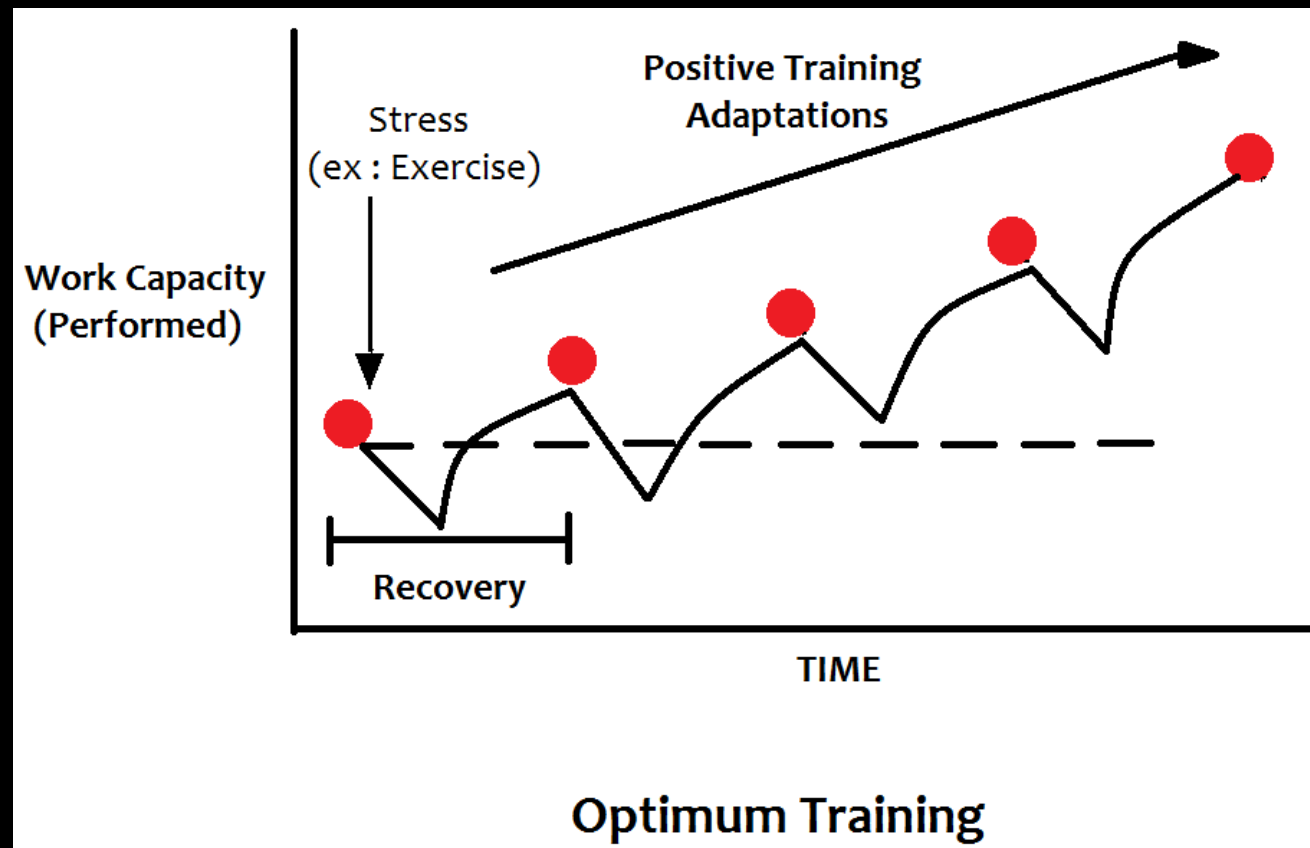 Positive Training
Adaptations
Stress
(ex : Exercise)
Work Capacity
(Performed)
Recovery
TIME
Optimum Training